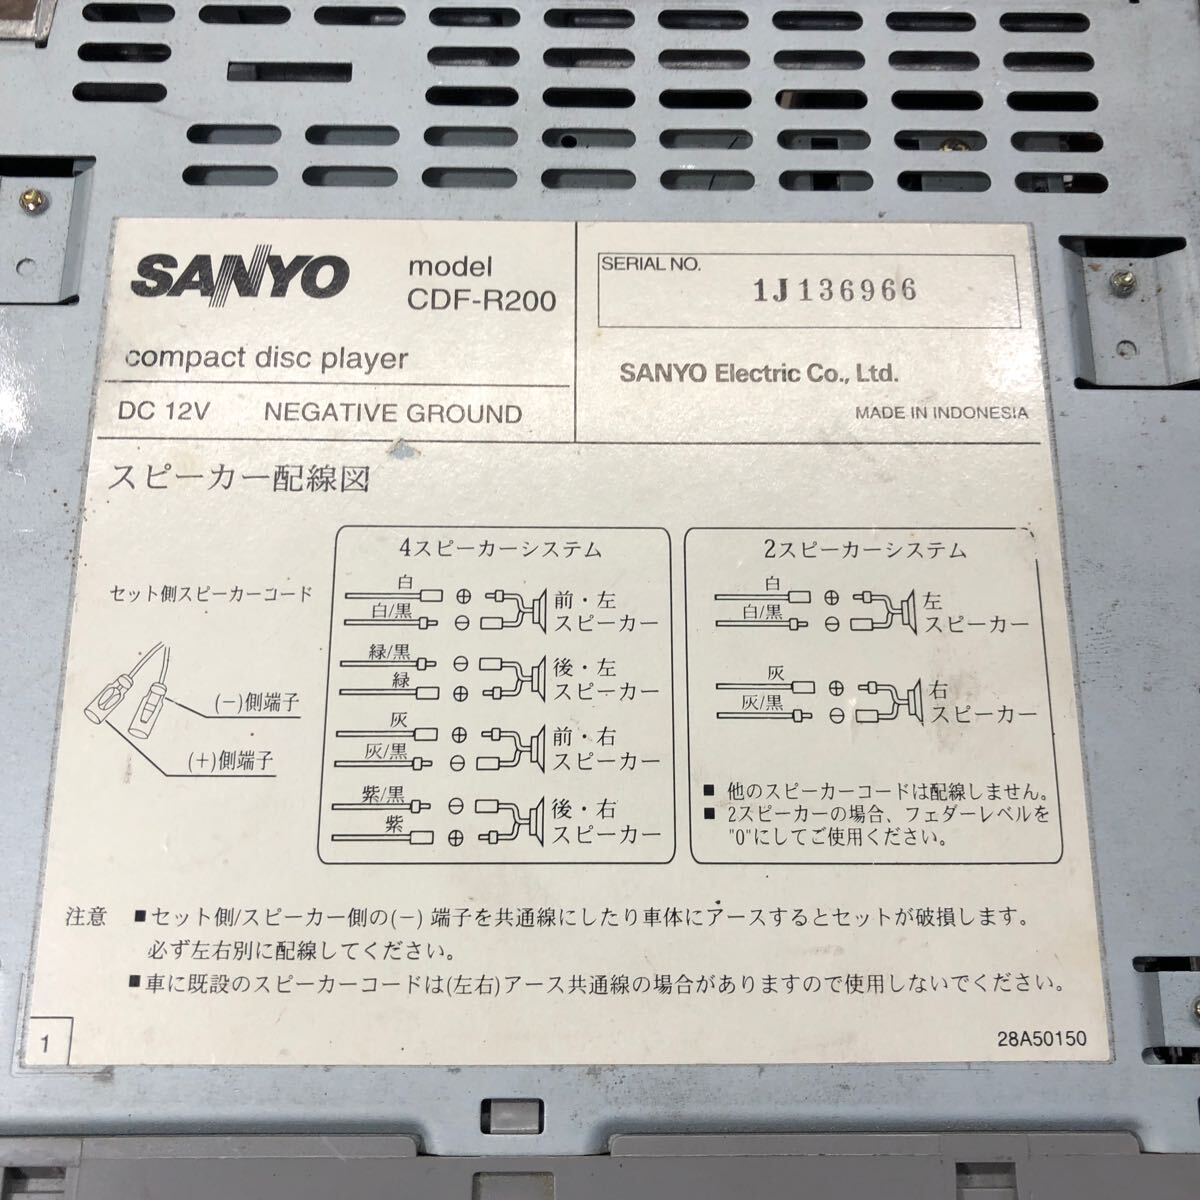 SANYO
model
CDF-R200
compact disc player
DC 12V NEGATIVE GROUND
SERIAL NO.
1J136966
SANYO Electric Co., Ltd.
MADE IN INDONESIA
スピーカー配線図
セット側スピーカーコード
(−)側端子
(+)側端子
4スピーカーシステム
白
⊕
白/黒
⊖
前・左
スピーカー
緑/黒
⊖
緑
⊕
後・左
スピーカー
灰
⊕
灰/黒
⊖
前・右
スピーカー
紫/黒
⊖
紫
⊕
後・右
スピーカー
2スピーカーシステム
白
⊕
白/黒
⊖
左
スピーカー
灰
⊕
灰/黒
⊖
右
スピーカー
■ 他のスピーカーコードは配線しません。
■ 2スピーカーの場合、フェダーレベルを
"0"にしてご使用ください。
注意 ■セット側/スピーカー側の(−) 端子を共通線にしたり車体にアースするとセットが破損します。
必ず左右別に配線してください。
■車に既設のスピーカーコードは(左右)アース共通線の場合がありますので使用しないでください。
1
28A50150